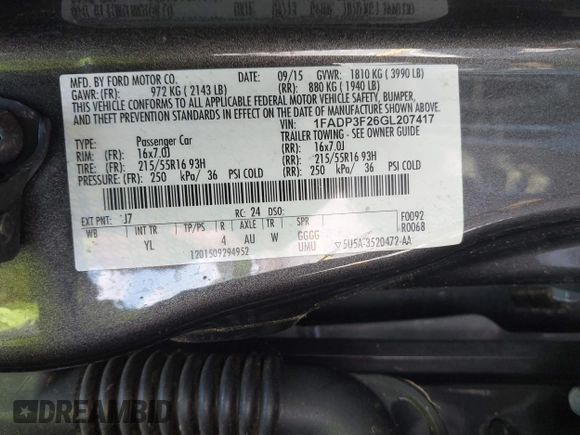 MFD. BY FORD MOTOR CO. DATE: 09/15 GVWR: 1810 KG ( 3990 LB)
GAWR: (FR) 972 KG ( 2143 LB) (RR) 880 KG ( 1940 LB)
THIS VEHICLE CONFORMS TO ALL APPLICABLE FEDERAL MOTOR VEHICLE SAFETY, BUMPER,
AND THEFT PREVENTION STANDARDS IN EFFECT ON THE DATE OF MANUFACTURE SHOWN ABOVE.
VIN: 1FADP3F26GL207417
TYPE: Passenger Car TRAILER TOWING - SEE OWNER GUIDE
RIM: (FR) 16x7.0J (RR) 16x7.0J
TIRE: (FR) 215/55R16 93H (RR) 215/55R16 93H
PRESSURE: (FR) 250 kPa/ 36 PSI (RR) 250 kPa/ 36 PSI COLD
EXT PNT: J7 RC: 24 DSO: F0092
WB INT TR TP/PS R AXLE TR SPR R0068
YL 4 AU W GGGG
UMU
5U5A-3520472-AA
1201509294952
DREAMBID